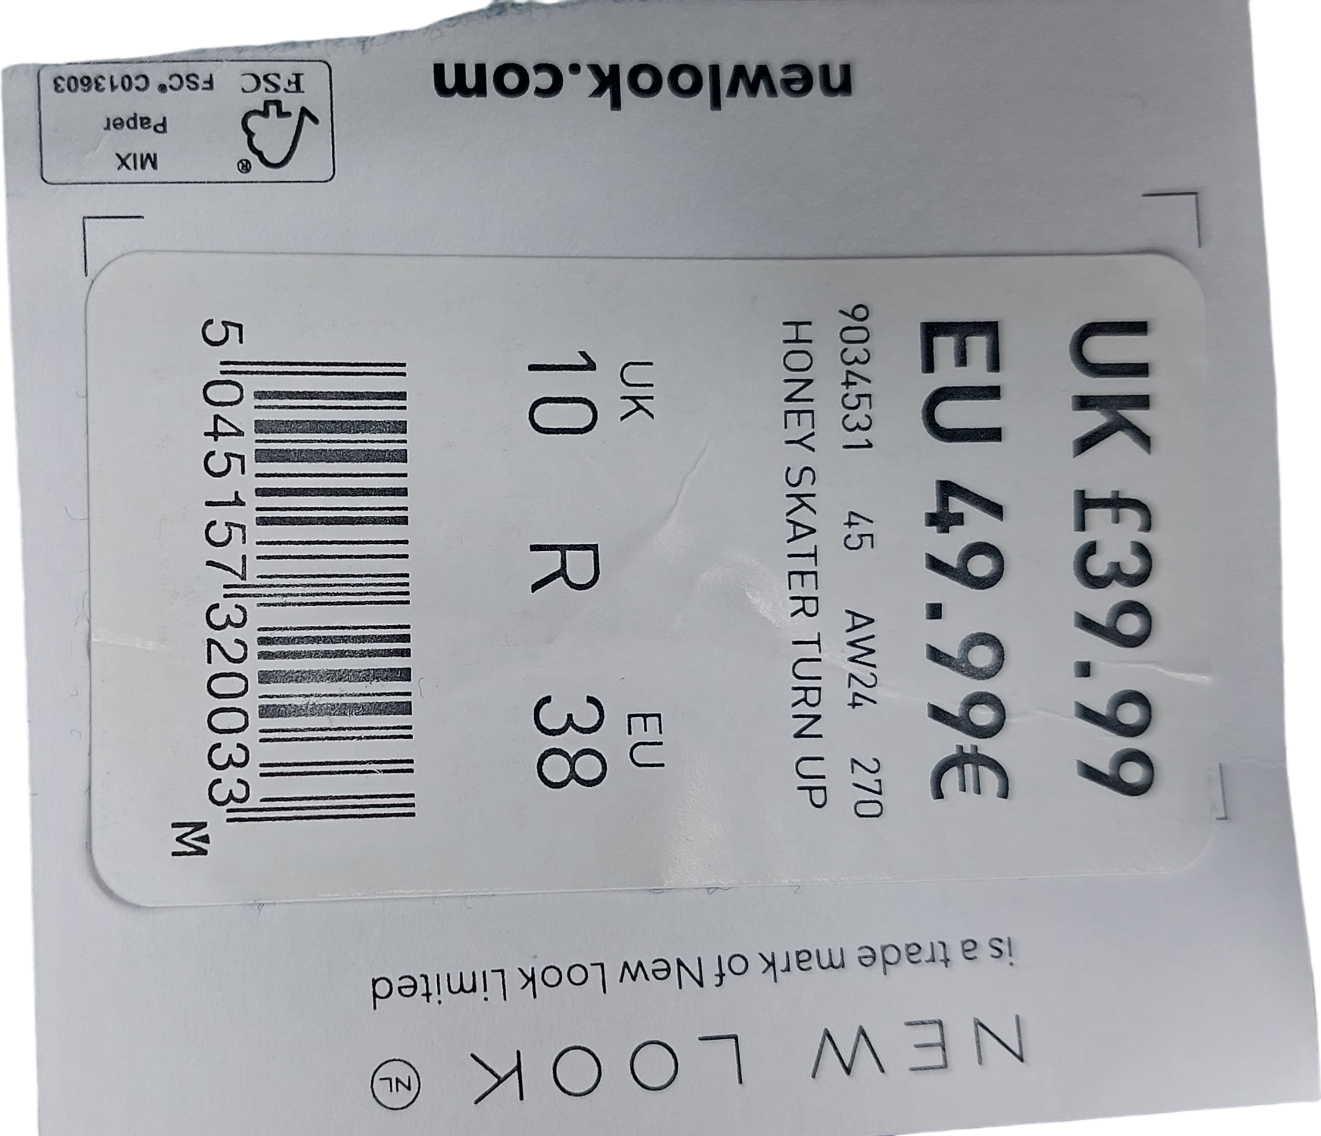 NEW LOOK NL
is a trade mark of New Look Limited
UK £39.99
EU 49.99€
9034531 45 AW24 270
HONEY SKATER TURN UP
UK EU
10 R 38
5 045157 320033
M
MIX
Paper
FSC® C013603
®
FSC
newlook.com